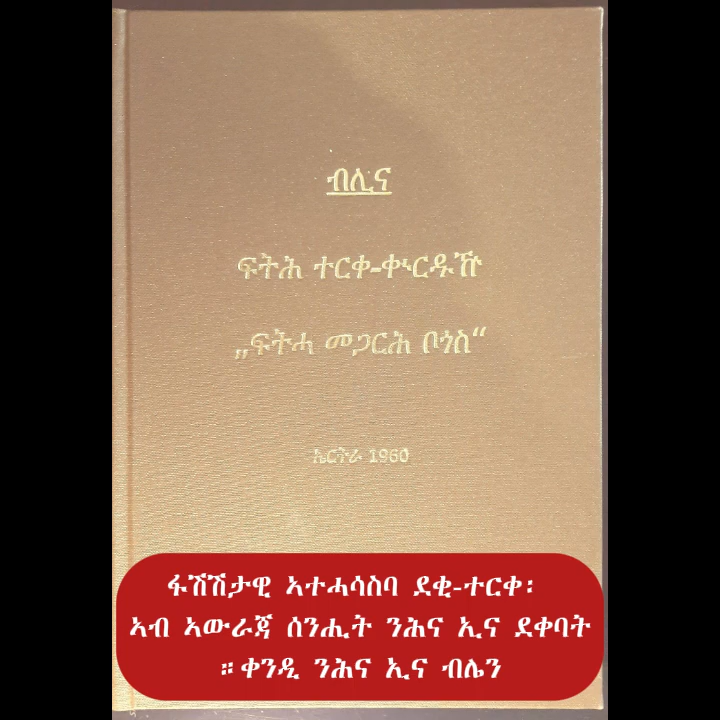 ብሊና
ፍትሕ ተርቀ-ቀኄርዱኹ
„ፍትሓ መጋርሕ ቦጎስ“
ኤርትራ 1960
ፋሽሽታዊ ኣተሓሳስባ ደቂ-ተርቀ፡
ኣብ ኣውራጃ ሰንሒት ንሕና ኢና ደቀባት
። ቀንዲ ንሕና ኢና ብሌን